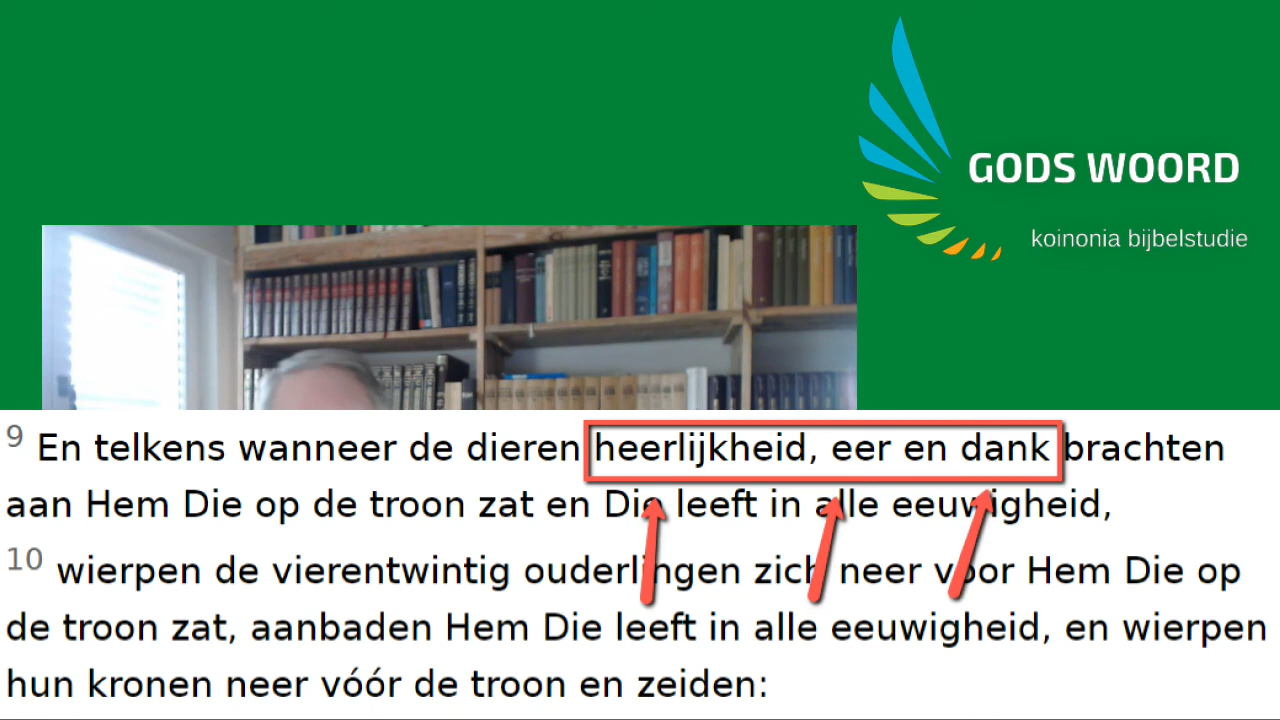 GODS WOORD
koinonia bijbelstudie
9 En telkens wanneer de dieren heerlijkheid, eer en dank brachten
aan Hem Die op de troon zat en Die leeft in alle eeuwigheid,
10 wierpen de vierentwintig ouderlingen zich neer voor Hem Die op
de troon zat, aanbaden Hem Die leeft in alle eeuwigheid, en wierpen
hun kronen neer vóór de troon en zeiden: